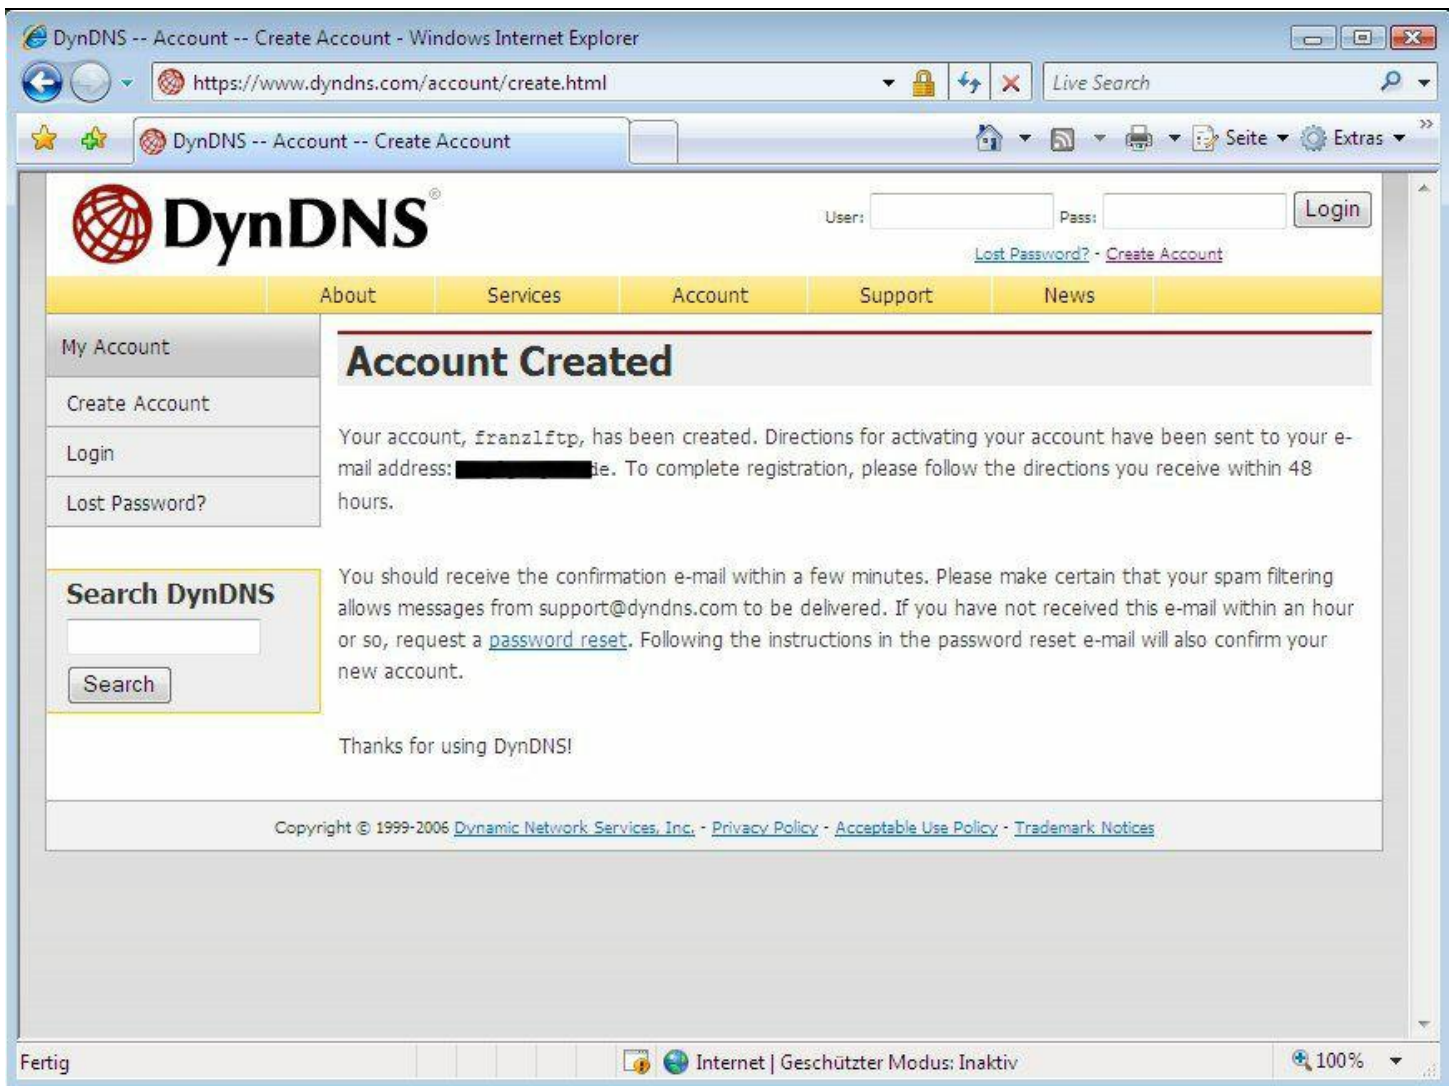 DynDNS -- Account -- Create Account - Windows Internet Explorer
https://www.dyndns.com/account/create.html
Live Search
DynDNS -- Account -- Create Account
Seite
Extras
DynDNS®
User:
Pass:
Login
Lost Password? - Create Account
About Services Account Support News
My Account
Create Account
Login
Lost Password?
Search DynDNS
Search
Account Created
Your account, franzlftp, has been created. Directions for activating your account have been sent to your e-
mail address: ie. To complete registration, please follow the directions you receive within 48
hours.
You should receive the confirmation e-mail within a few minutes. Please make certain that your spam filtering
allows messages from support@dyndns.com to be delivered. If you have not received this e-mail within an hour
or so, request a password reset. Following the instructions in the password reset e-mail will also confirm your
new account.
Thanks for using DynDNS!
Copyright © 1999-2006 Dynamic Network Services, Inc. - Privacy Policy - Acceptable Use Policy - Trademark Notices
Fertig
Internet | Geschützter Modus: Inaktiv
100%